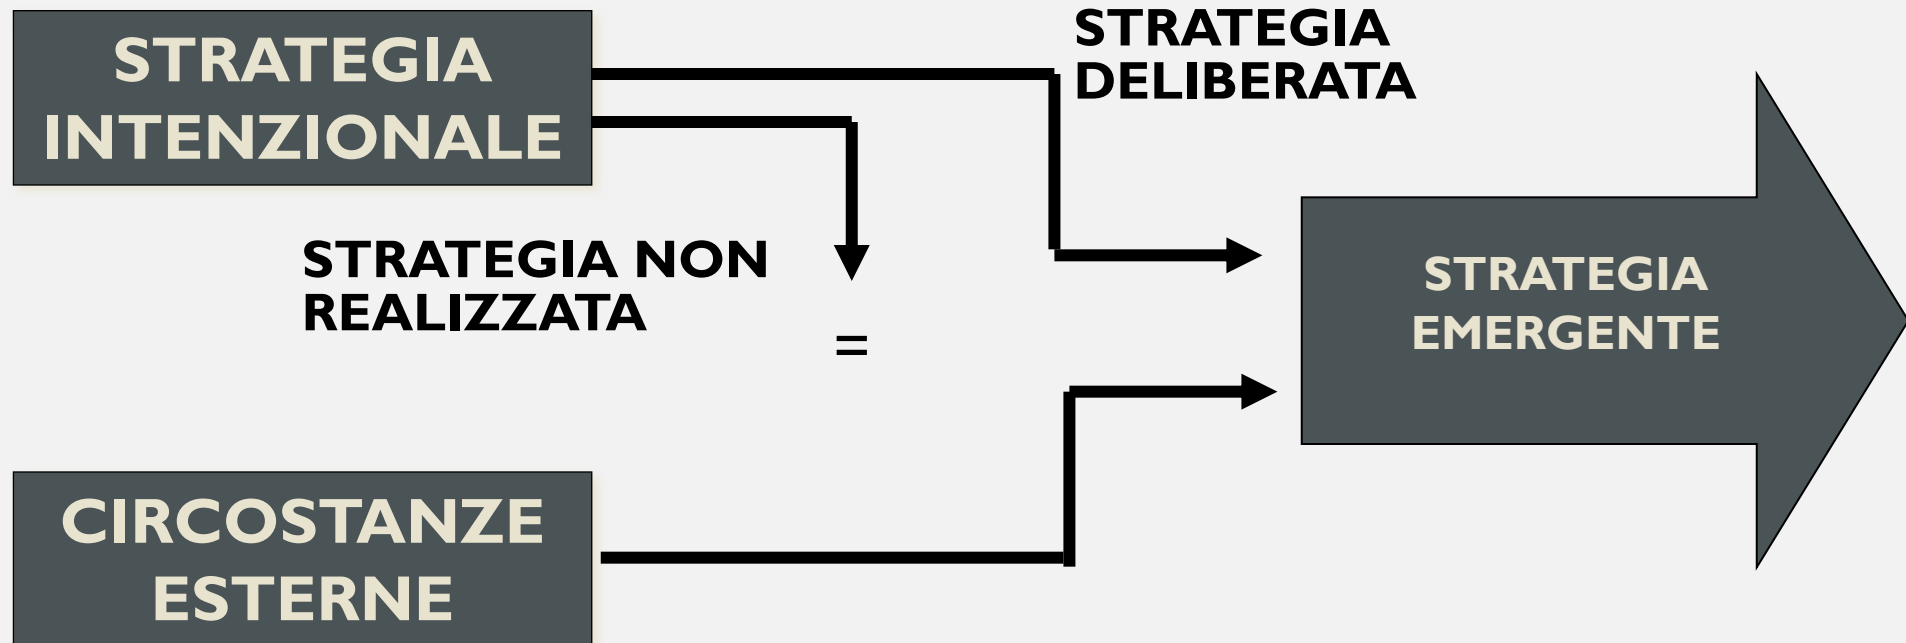 STRATEGIA
INTENZIONALE
STRATEGIA
DELIBERATA
STRATEGIA NON
REALIZZATA
=
STRATEGIA
EMERGENTE
CIRCOSTANZE
ESTERNE